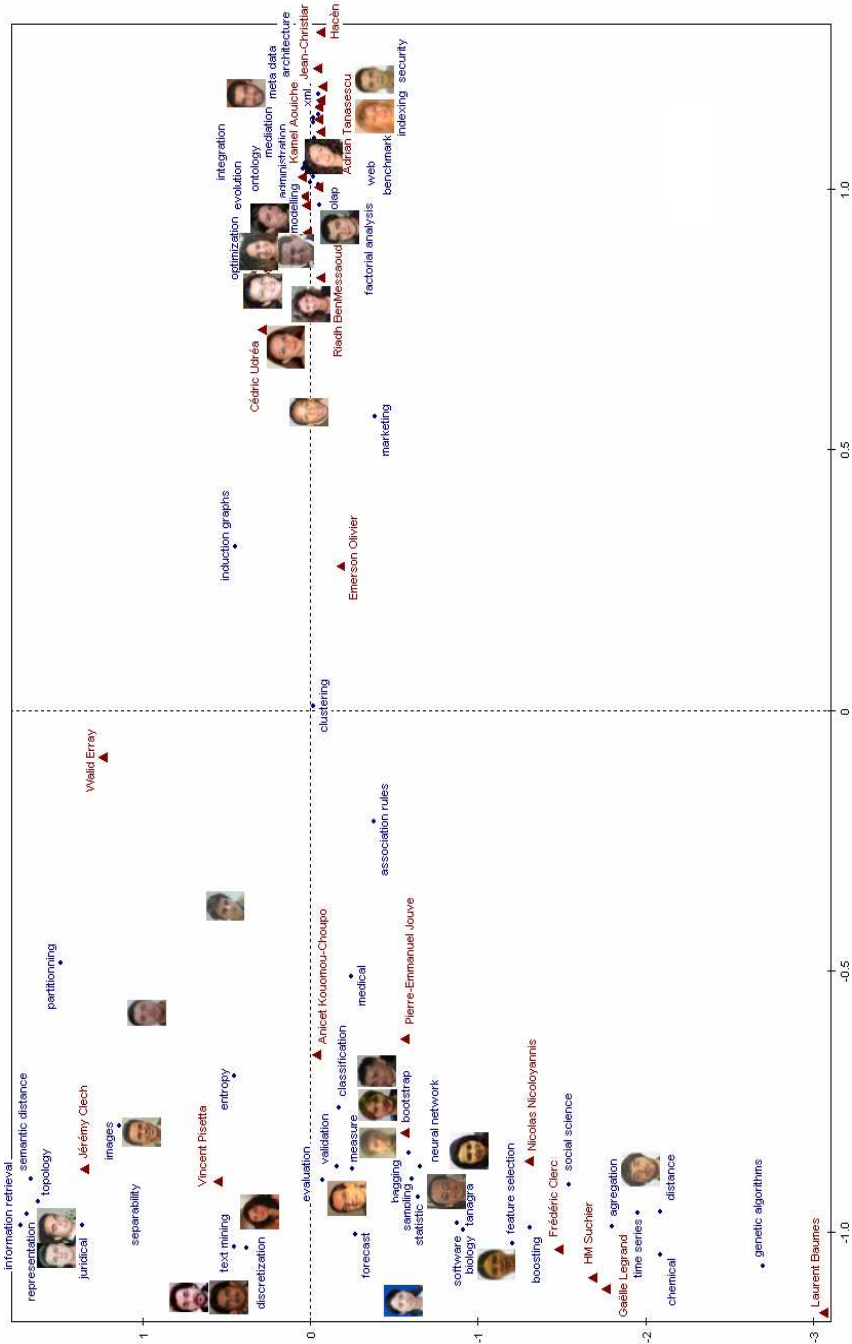 information retrieval
semantic distance
representation
topology
juridical
Jérémy Clech
images
separability
partitionning
Walid Erray
Vincent Pisetta
text mining
discretization
entropy
induction graphs
Cédric Udréa
optimization
evolution
integration
ontology
mediation
meta data
administration
architecture
modelling
Kamel Aouiche
xml
Jean-Christian
Hacèn
evaluation
validation
measure
classification
forecast
Anicet Kouomou-Choupo
medical
clustering
association rules
Emerson Olivier
marketing
Riadh BenMessaoud
factorial analysis
olap
Adrian Tanasescu
web
benchmark
indexing
security
bagging
sampling
statistic
bootstrap
neural network
Pierre-Emmanuel Jouve
software
biology
tanagra
feature selection
boosting
Nicolas Nicoloyannis
Frédéric Clerc
social science
HM Suchier
Gaëlle Legrand
agregation
time series
chemical
distance
genetic algorithms
Laurent Baumes
1
0
-1
-2
-3
-1.0
-0.5
0
0.5
1.0